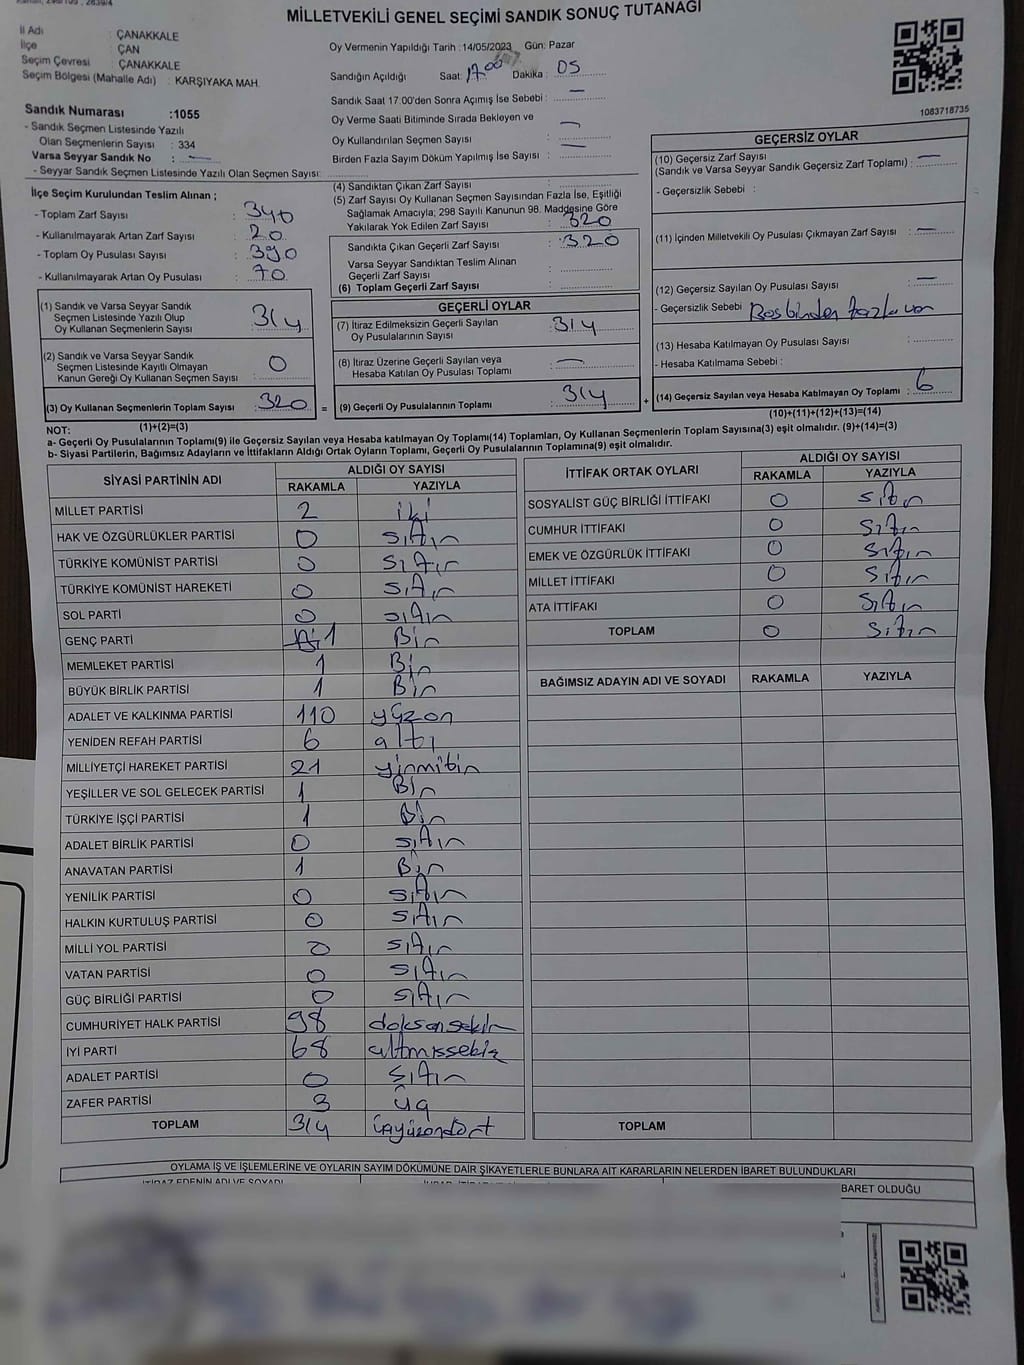 MİLLETVEKİLİ GENEL SEÇİMİ SANDIK SONUÇ TUTANAĞI
İl Adı : ÇANAKKALE
İlçe : ÇAN
Seçim Çevresi : ÇANAKKALE
Seçim Bölgesi (Mahalle Adı) : KARŞIYAKA MAH.
Sandık Numarası :1055
- Sandık Seçmen Listesinde Yazılı
Olan Seçmenlerin Sayısı : 334
Varsa Seyyar Sandık No : —
- Seyyar Sandık Seçmen Listesinde Yazılı Olan Seçmen Sayısı:
Oy Vermenin Yapıldığı Tarih :14/05/2023 Gün: Pazar
Sandığın Açıldığı Saat: 17 00 Dakika : 05
Sandık Saat 17.00'den Sonra Açımış İse Sebebi : —
Oy Verme Saati Bitiminde Sırada Bekleyen ve
Oy Kullandırılan Seçmen Sayısı : —
Birden Fazla Sayım Döküm Yapılmış İse Sayısı : —
1083718735
İlçe Seçim Kurulundan Teslim Alınan ;
- Toplam Zarf Sayısı : 340
- Kullanılmayarak Artan Zarf Sayısı : 20
- Toplam Oy Pusulası Sayısı : 390
- Kullanılmayarak Artan Oy Pusulası : 70
(1) Sandık ve Varsa Seyyar Sandık
Seçmen Listesinde Yazılı Olup
Oy Kullanan Seçmenlerin Sayısı : 314
(2) Sandık ve Varsa Seyyar Sandık
Seçmen Listesinde Kayıtlı Olmayan
Kanun Gereği Oy Kullanan Seçmen Sayısı : 0
(3) Oy Kullanan Seçmenlerin Toplam Sayısı : 320
(1)+(2)=(3)
(4) Sandıktan Çıkan Zarf Sayısı :
(5) Zarf Sayısı Oy Kullanan Seçmen Sayısından Fazla İse, Eşitliği
Sağlamak Amacıyla; 298 Sayılı Kanunun 98. Maddesine Göre
Yakılarak Yok Edilen Zarf Sayısı : 320
Sandıkta Çıkan Geçerli Zarf Sayısı : 320
Varsa Seyyar Sandıktan Teslim Alınan
Geçerli Zarf Sayısı :
(6) Toplam Geçerli Zarf Sayısı :
GEÇERLİ OYLAR
(7) İtiraz Edilmeksizin Geçerli Sayılan
Oy Pusulalarının Sayısı : 314
(8) İtiraz Üzerine Geçerli Sayılan veya
Hesaba Katılan Oy Pusulası Toplamı : —
= (9) Geçerli Oy Pusulalarının Toplamı : 314
GEÇERSİZ OYLAR
(10) Geçersiz Zarf Sayısı
(Sandık ve Varsa Seyyar Sandık Geçersiz Zarf Toplamı) : —
- Geçersizlik Sebebi :
(11) İçinden Milletvekili Oy Pusulası Çıkmayan Zarf Sayısı : —
(12) Geçersiz Sayılan Oy Pusulası Sayısı : —
- Geçersizlik Sebebi
(13) Hesaba Katılmayan Oy Pusulası Sayısı :
- Hesaba Katılmama Sebebi :
+ (14) Geçersiz Sayılan veya Hesaba Katılmayan Oy Toplamı : 6
(10)+(11)+(12)+(13)=(14)
NOT:
a- Geçerli Oy Pusulalarının Toplamı(9) ile Geçersiz Sayılan veya Hesaba katılmayan Oy Toplamı(14) Toplamları, Oy Kullanan Seçmenlerin Toplam Sayısına(3) eşit olmalıdır. (9)+(14)=(3)
b- Siyasi Partilerin, Bağımsız Adayların ve İttifakların Aldığı Ortak Oyların Toplamı, Geçerli Oy Pusulalarının Toplamına(9) eşit olmalıdır.
SİYASİ PARTİNİN ADI ALDIĞI OY SAYISI
RAKAMLA YAZIYLA
MİLLET PARTİSİ 2 iki
HAK VE ÖZGÜRLÜKLER PARTİSİ 0 sıfır
TÜRKİYE KOMÜNİST PARTİSİ 0 sıfır
TÜRKİYE KOMÜNİST HAREKETİ 0 sıfır
SOL PARTİ 0 sıfır
GENÇ PARTİ 1 Bir
MEMLEKET PARTİSİ 1 Bir
BÜYÜK BİRLİK PARTİSİ 1 Bir
ADALET VE KALKINMA PARTİSİ 110 yüzon
YENİDEN REFAH PARTİSİ 6 altı
MİLLİYETÇİ HAREKET PARTİSİ 21 yirmibir
YEŞİLLER VE SOL GELECEK PARTİSİ 1 Bir
TÜRKİYE İŞÇİ PARTİSİ 1 Bir
ADALET BİRLİK PARTİSİ 0 sıfır
ANAVATAN PARTİSİ 1 Bir
YENİLİK PARTİSİ 0 sıfır
HALKIN KURTULUŞ PARTİSİ 0 sıfır
MİLLİ YOL PARTİSİ 0 sıfır
VATAN PARTİSİ 0 sıfır
GÜÇ BİRLİĞİ PARTİSİ 0 sıfır
CUMHURİYET HALK PARTİSİ 98 doksansekiz
İYİ PARTİ 68 altmıssekiz
ADALET PARTİSİ 0 sıfır
ZAFER PARTİSİ 3 üç
TOPLAM 314 üçyüzondört
İTTİFAK ORTAK OYLARI ALDIĞI OY SAYISI
RAKAMLA YAZIYLA
SOSYALİST GÜÇ BİRLİĞİ İTTİFAKI 0 sıfır
CUMHUR İTTİFAKI 0 sıfır
EMEK VE ÖZGÜRLÜK İTTİFAKI 0 sıfır
MİLLET İTTİFAKI 0 sıfır
ATA İTTİFAKI 0 sıfır
TOPLAM 0 sıfır
BAĞIMSIZ ADAYIN ADI VE SOYADI RAKAMLA YAZIYLA
TOPLAM
OYLAMA İŞ VE İŞLEMLERİNE VE OYLARIN SAYIM DÖKÜMÜNE DAİR ŞİKAYETLERLE BUNLARA AİT KARARLARIN NELERDEN İBARET BULUNDUKLARI
İTİRAZ EDENİN ADI VE SOYADI
BARET OLDUĞU